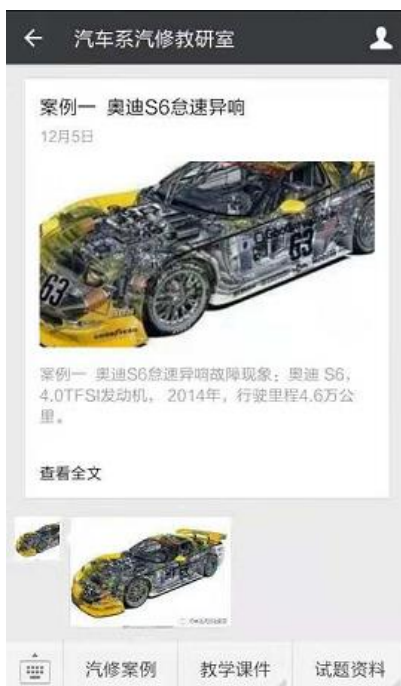 汽车系汽修教研室
案例一 奥迪S6怠速异响
12月5日
63
63
GOODYEAR
案例一 奥迪S6怠速异响故障现象：奥迪 S6，
4.0TFSI发动机， 2014年，行驶里程4.6万公
里。
查看全文
汽修案例
教学课件
试题资料